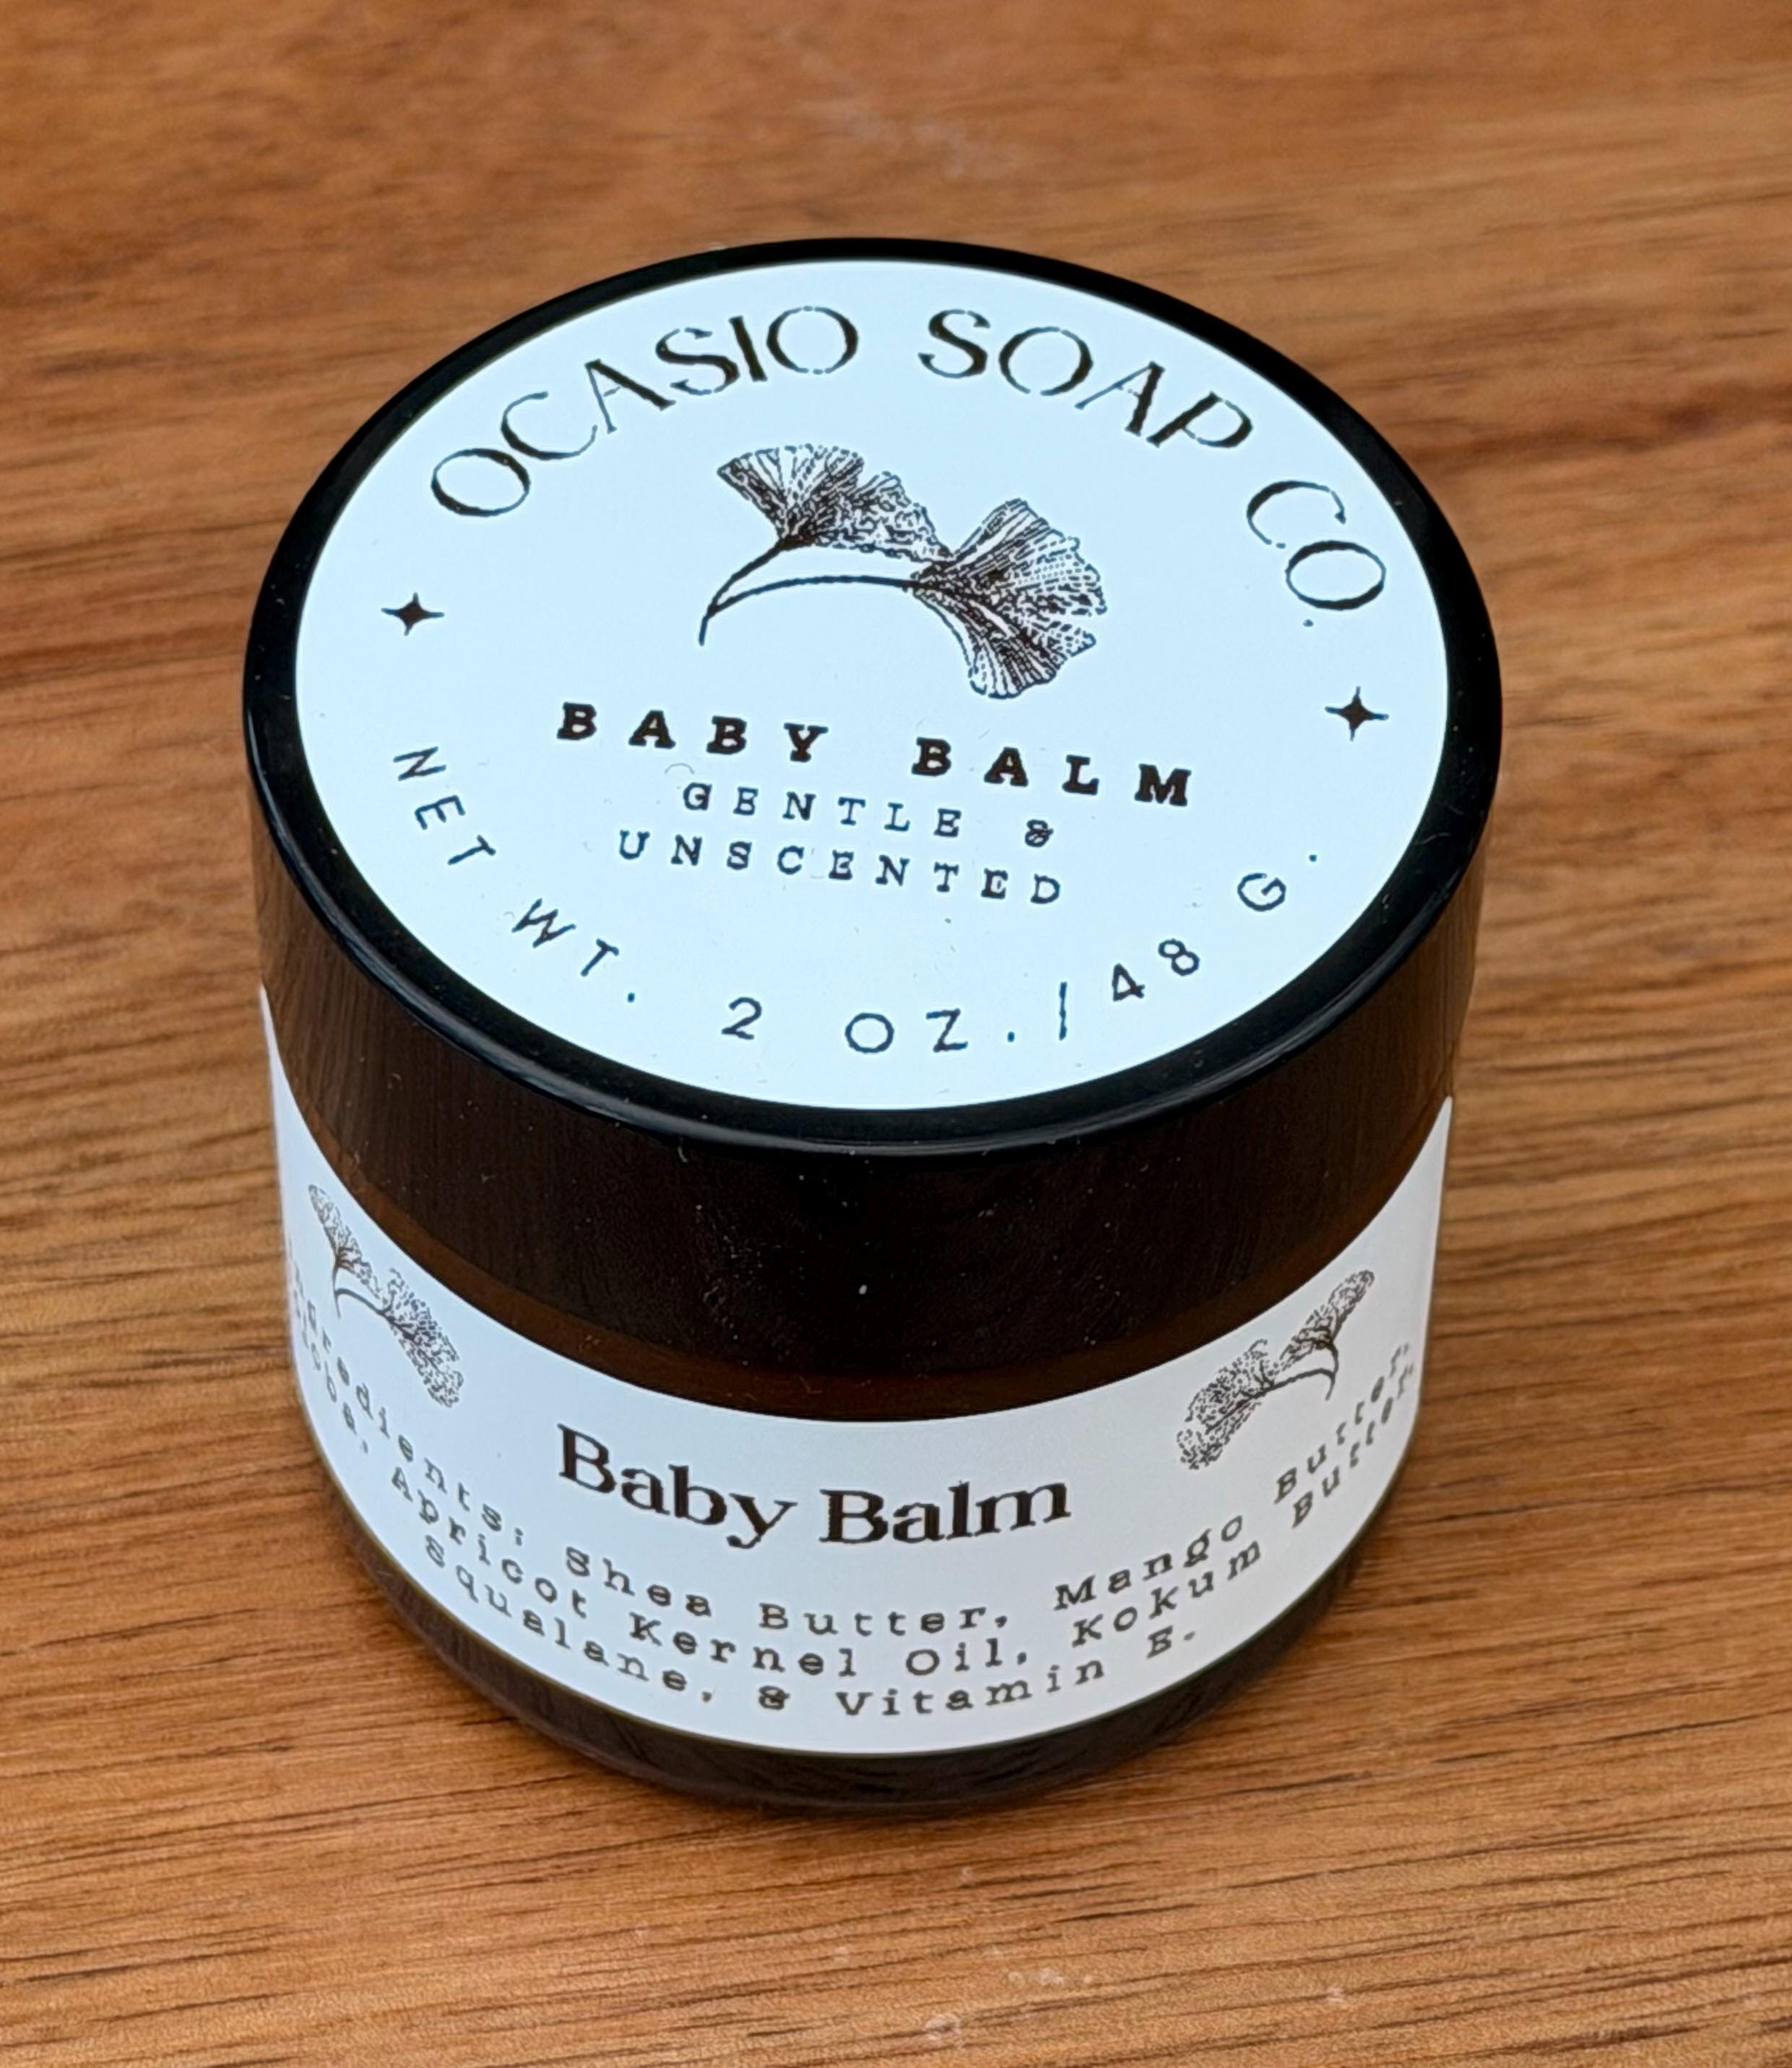 OCASIO SOAP CO.
BABY BALM
GENTLE &
UNSCENTED
NET WT. 2 OZ. | 48 G.
Baby Balm
Ingredients; Shea Butter, Mango Butter,
Apricot Kernel Oil, Kokum Butter,
Squalane, & Vitamin E.